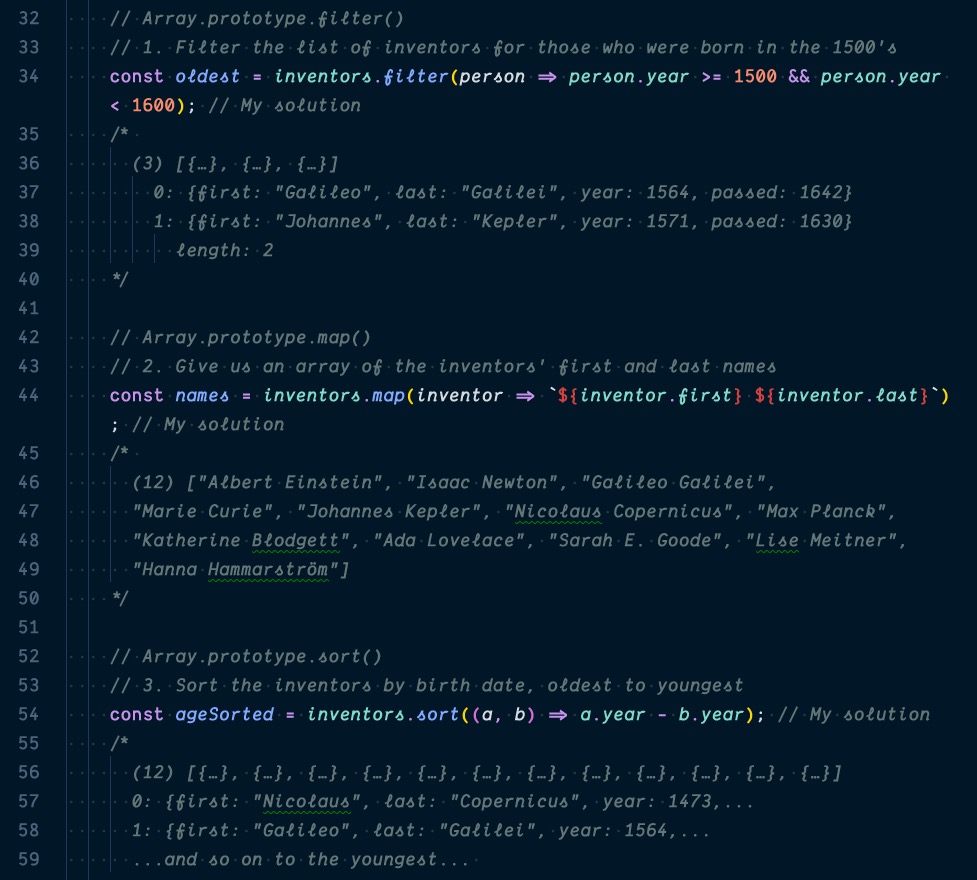 32 // Array.prototype.filter()
33 // 1. Filter the list of inventors for those who were born in the 1500's
34 const oldest = inventors.filter(person => person.year >= 1500 && person.year
< 1600); // My solution
35 /*
36 (3) [{…}, {…}, {…}]
37 0: {first: "Galileo", last: "Galilei", year: 1564, passed: 1642}
38 1: {first: "Johannes", last: "Kepler", year: 1571, passed: 1630}
39 length: 2
40 */
41
42 // Array.prototype.map()
43 // 2. Give us an array of the inventors' first and last names
44 const names = inventors.map(inventor => `${inventor.first} ${inventor.last}`)
; // My solution
45 /*
46 (12) ["Albert Einstein", "Isaac Newton", "Galileo Galilei",
47 "Marie Curie", "Johannes Kepler", "Nicolaus Copernicus", "Max Planck",
48 "Katherine Blodgett", "Ada Lovelace", "Sarah E. Goode", "Lise Meitner",
49 "Hanna Hammarström"]
50 */
51
52 // Array.prototype.sort()
53 // 3. Sort the inventors by birth date, oldest to youngest
54 const ageSorted = inventors.sort((a, b) => a.year - b.year); // My solution
55 /*
56 (12) [{…}, {…}, {…}, {…}, {…}, {…}, {…}, {…}, {…}, {…}, {…}, {…}]
57 0: {first: "Nicolaus", last: "Copernicus", year: 1473,...
58 1: {first: "Galileo", last: "Galilei", year: 1564,...
59 ...and so on to the youngest...